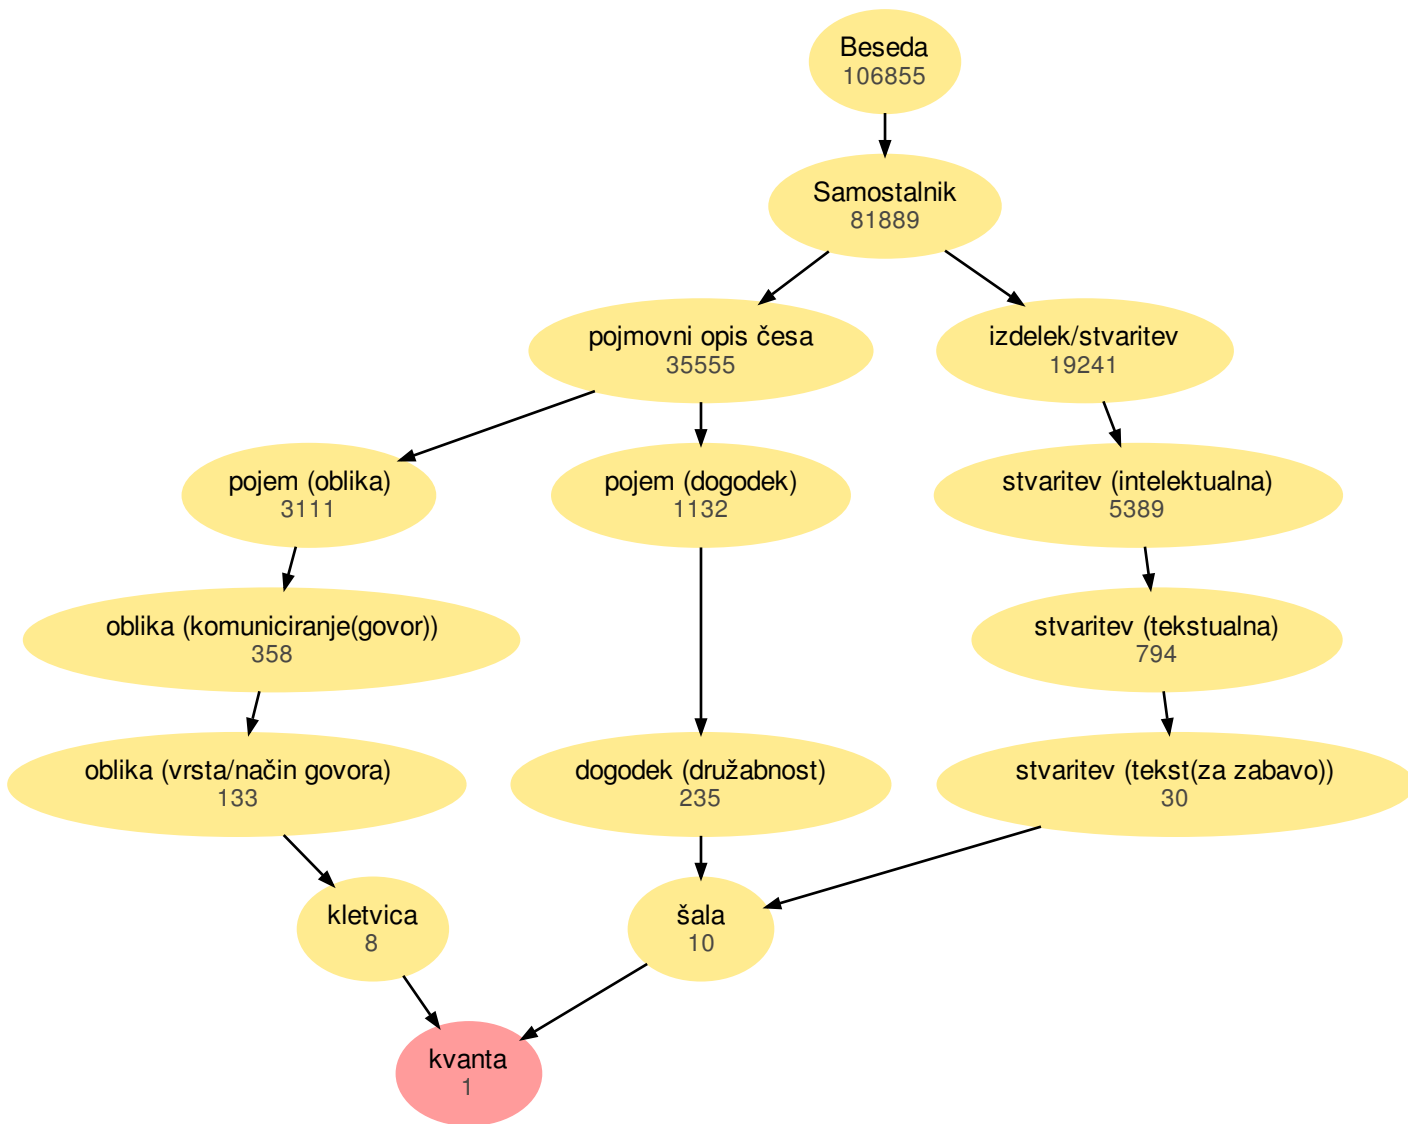 Beseda
106855
Samostalnik
81889
pojmovni opis česa
35555
izdelek/stvaritev
19241
pojem (oblika)
3111
pojem (dogodek)
1132
stvaritev (intelektualna)
5389
oblika (komuniciranje(govor))
358
stvaritev (tekstualna)
794
oblika (vrsta/način govora)
133
dogodek (družabnost)
235
stvaritev (tekst(za zabavo))
30
kletvica
8
šala
10
kvanta
1